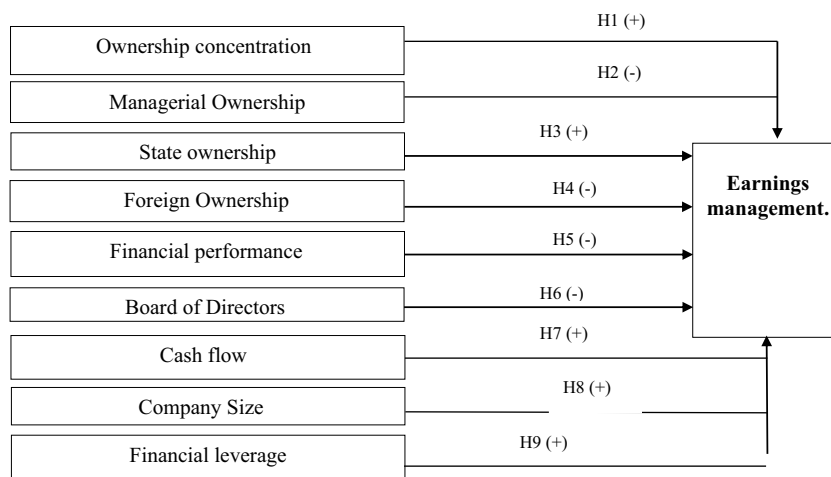 H1 (+)
Ownership concentration
H2 (-)
Managerial Ownership
H3 (+)
State ownership
H4 (-)
Foreign Ownership
H5 (-)
Financial performance
H6 (-)
Board of Directors
H7 (+)
Cash flow
H8 (+)
Company Size
H9 (+)
Financial leverage
Earnings
management.